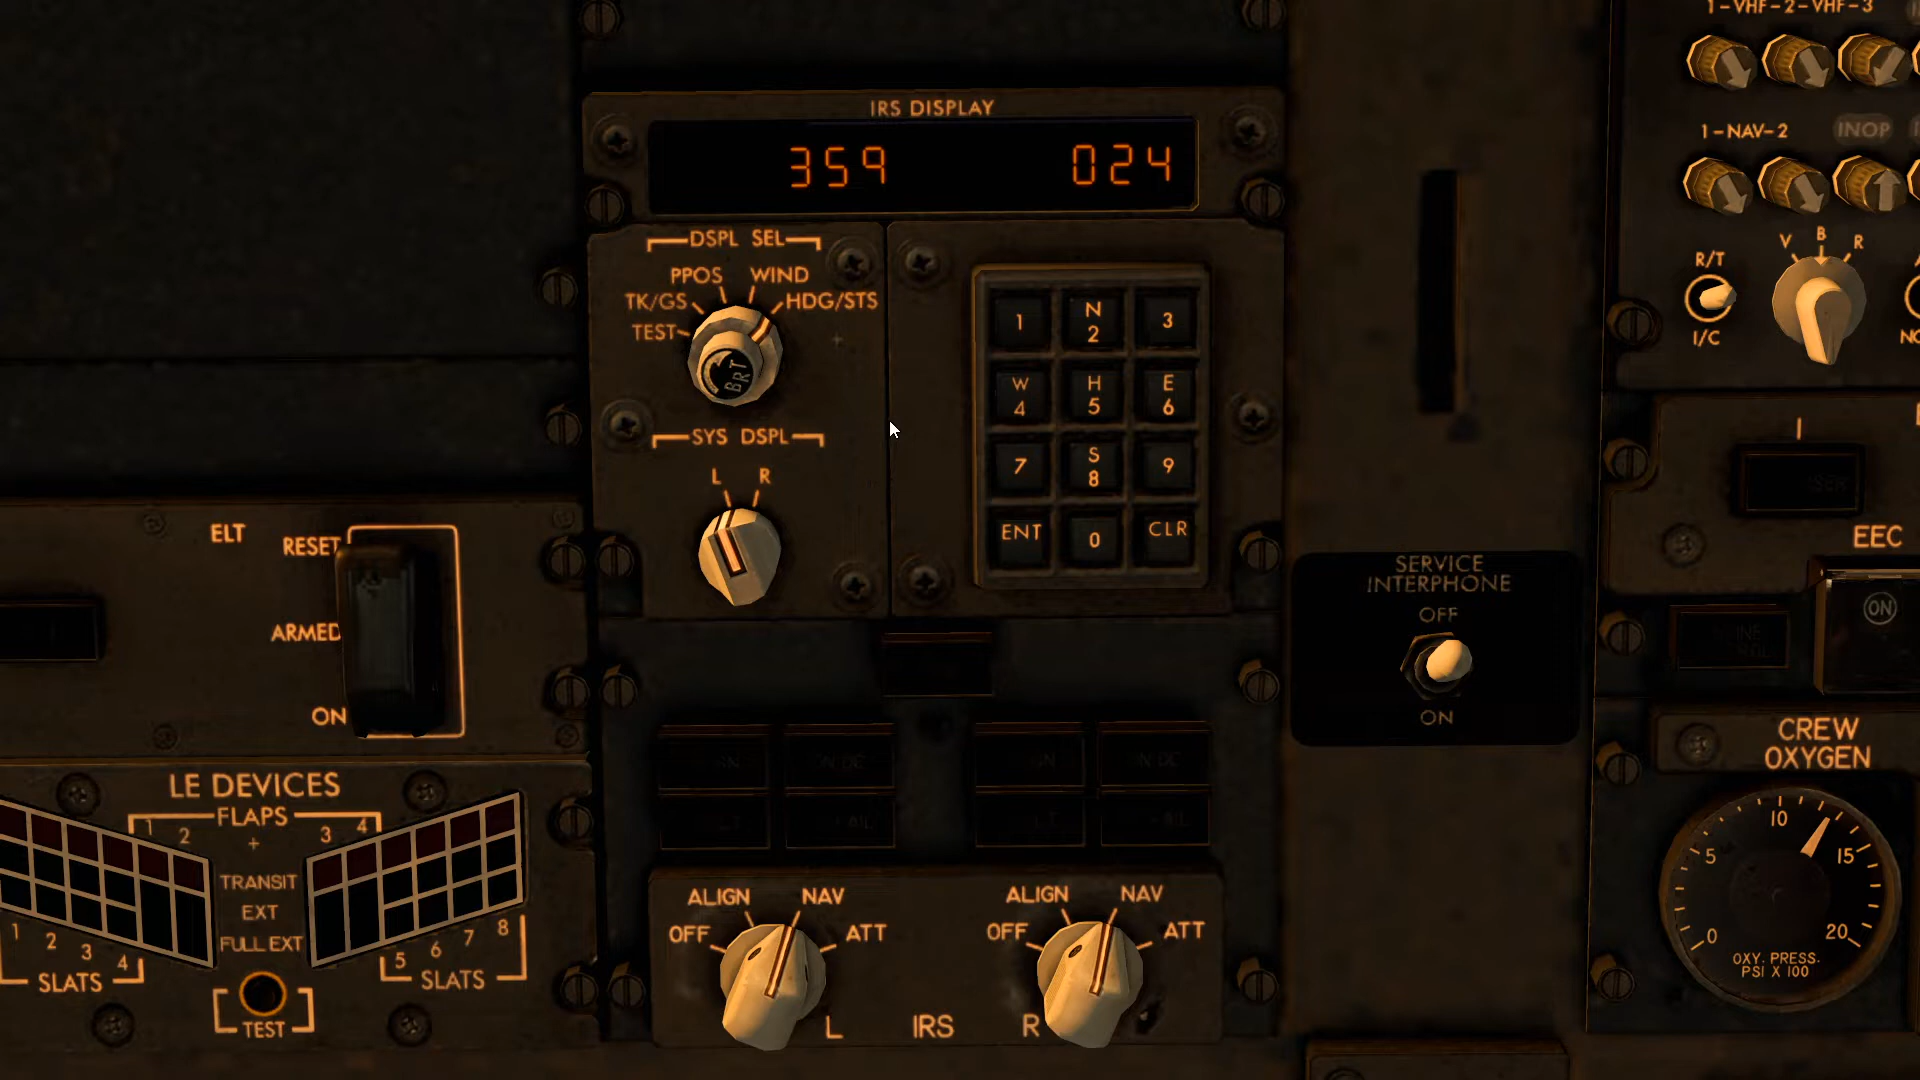 1-VHF-2-VHF-3
IRS DISPLAY
359 024
1-NAV-2 INOP
DSPL SEL
PPOS WIND
TK/GS HDG/STS
TEST
BRT
1 N 2 3
W 4 H 5 E 6
7 S 8 9
ENT 0 CLR
SYS DSPL
L R
V B R
R/T
I/C
I
EEC
ON
ELT
RESET
ARMED
ON
SERVICE
INTERPHONE
OFF
ON
CREW
OXYGEN
0 5 10 15 20
OXY. PRESS.
PSI X 100
LE DEVICES
FLAPS
1 2 3 4
TRANSIT
EXT
FULL EXT
1 2 3 4
5 6 7 8
SLATS SLATS
TEST
ALIGN NAV
OFF ATT
ALIGN NAV
OFF ATT
L IRS R